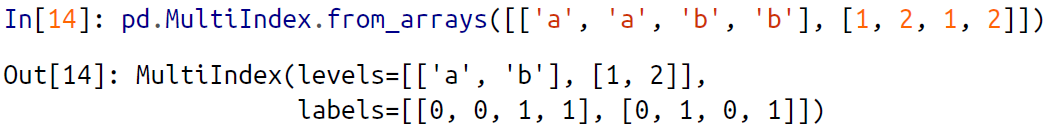 In[14]: pd.MultiIndex.from_arrays([['a', 'a', 'b', 'b'], [1, 2, 1, 2]])
Out[14]: MultiIndex(levels=[['a', 'b'], [1, 2]],
labels=[[0, 0, 1, 1], [0, 1, 0, 1]])